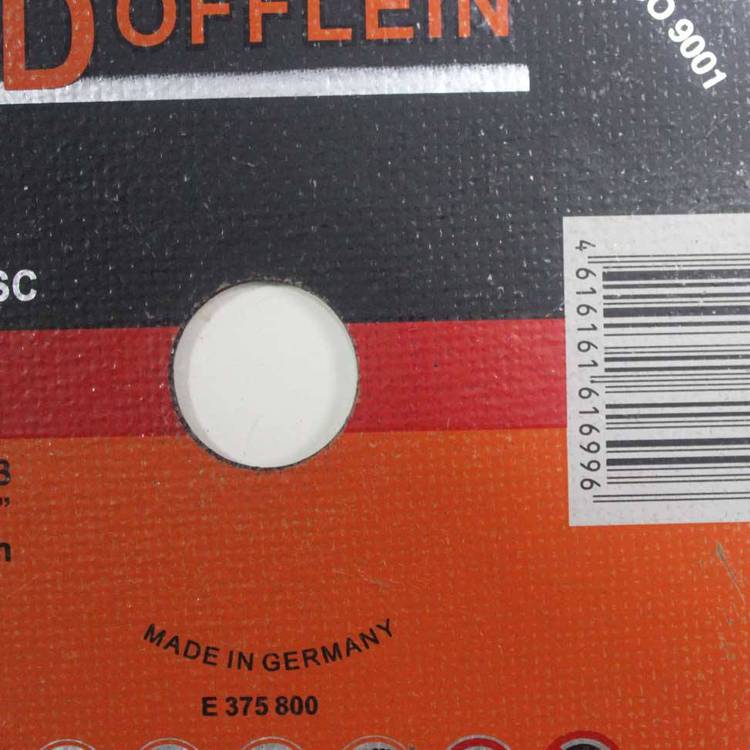 DOFFLEIN
O 9001
SC
4 616161 616996
MADE IN GERMANY
E 375 800